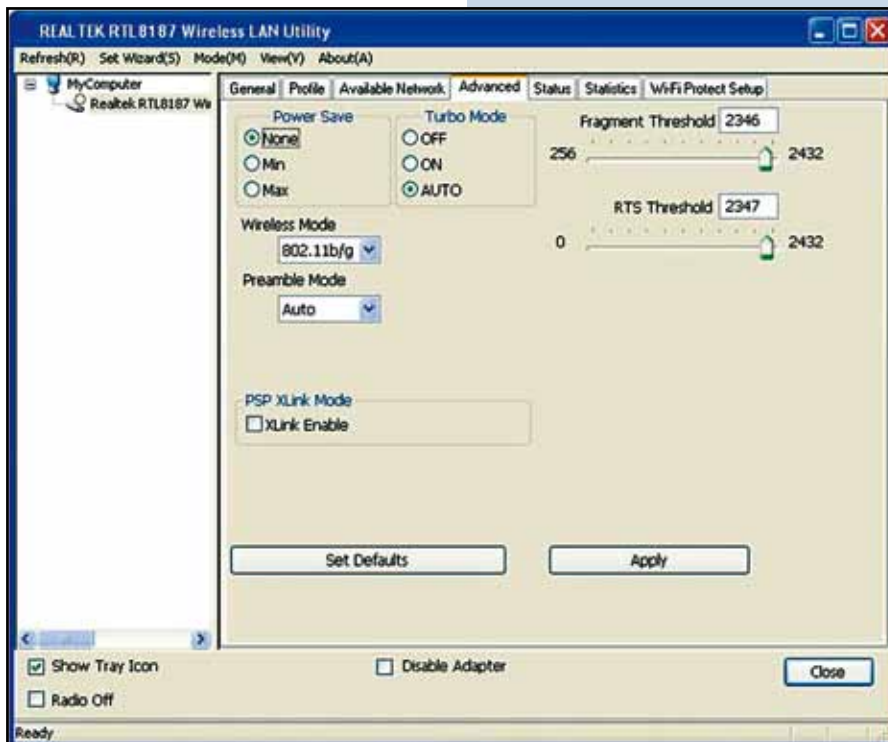 REALTEK RTL8187 Wireless LAN Utility
Refresh(R) Set Wizard(S) Mode(M) View(V) About(A)
MyComputer
Realtek RTL8187 Wir
General Profile Available Network Advanced Status Statistics Wi-Fi Protect Setup
Power Save
None
Min
Max
Turbo Mode
OFF
ON
AUTO
Fragment Threshold 2346
256 2432
RTS Threshold 2347
0 2432
Wireless Mode
802.11b/g
Preamble Mode
Auto
PSP XLink Mode
XLink Enable
Set Defaults Apply
Show Tray Icon Disable Adapter Close
Radio Off
Ready